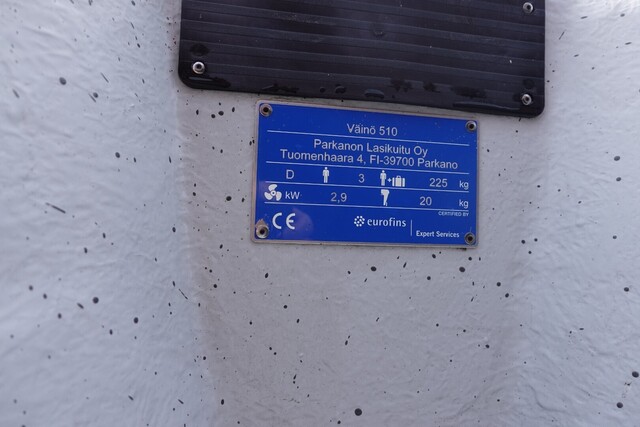 Väinö 510
Parkanon Lasikuitu Oy
Tuomenhaara 4, FI-39700 Parkano
D 3 + 225 kg
kW 2,9 20 kg
CERTIFIED BY
CE eurofins Expert Services